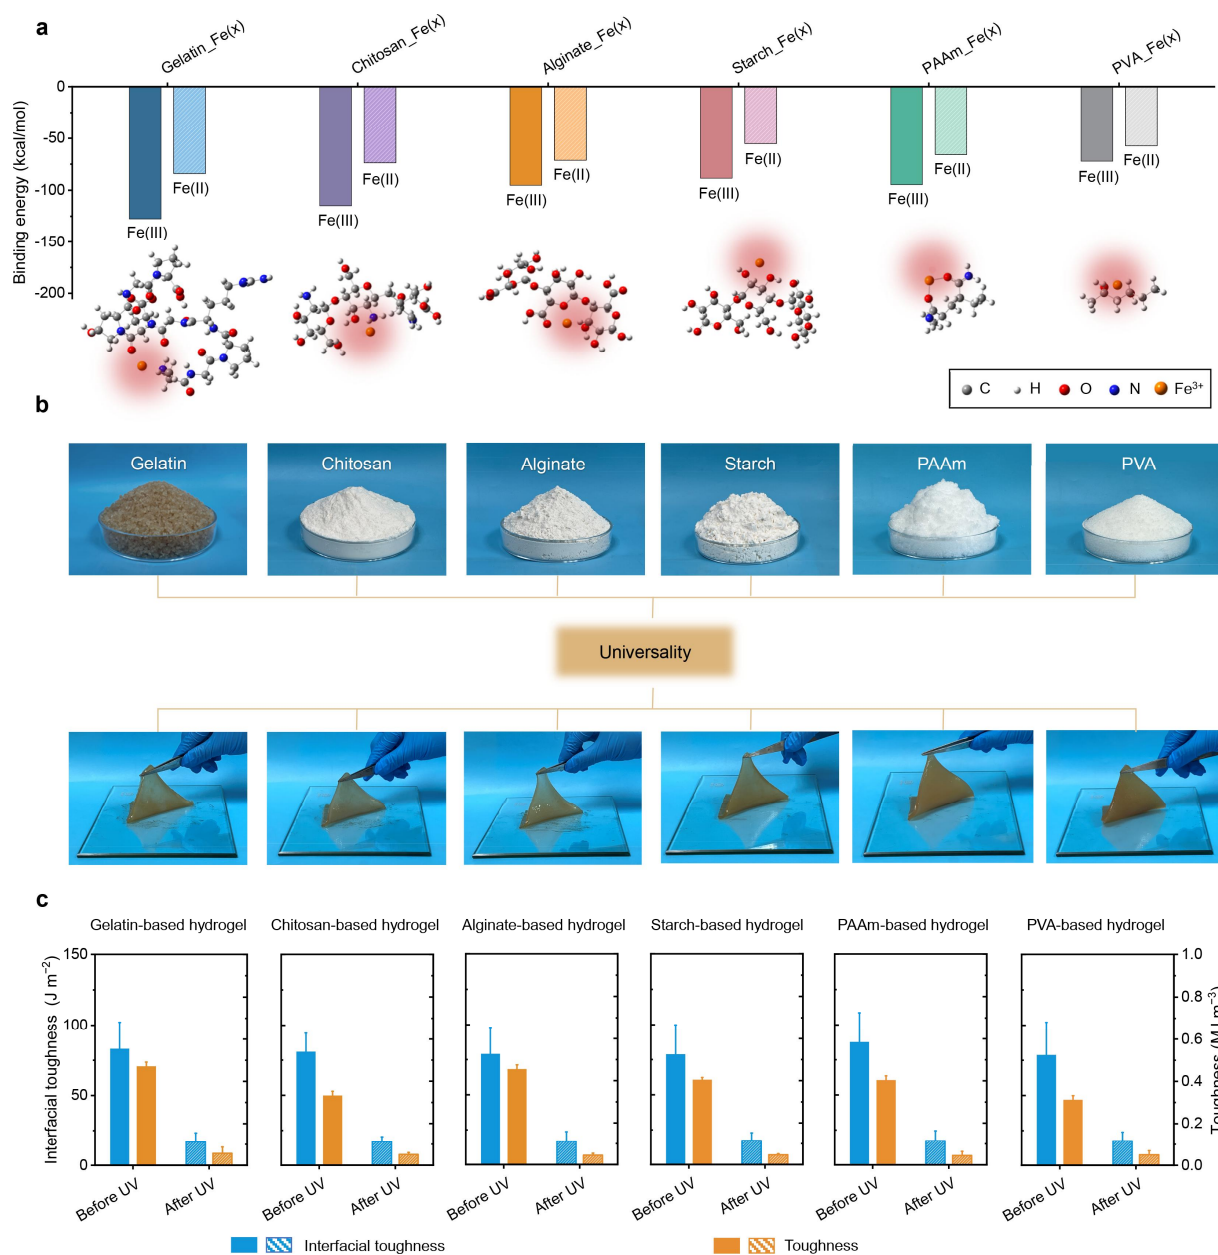 a
Gelatin_Fe(x)
Chitosan_Fe(x)
Alginate_Fe(x)
Starch_Fe(x)
PAAm_Fe(x)
PVA_Fe(x)
Binding energy (kcal/mol)
0
-50
-100
-150
-200
Fe(III)
Fe(II)
Fe(III)
Fe(II)
Fe(III)
Fe(II)
Fe(III)
Fe(II)
Fe(III)
Fe(II)
Fe(III)
Fe(II)
C H O N Fe³⁺
b
Gelatin
Chitosan
Alginate
Starch
PAAm
PVA
Universality
c
Gelatin-based hydrogel
Chitosan-based hydrogel
Alginate-based hydrogel
Starch-based hydrogel
PAAm-based hydrogel
PVA-based hydrogel
Interfacial toughness (J m⁻²)
150
100
50
0
1.0
0.8
0.6
0.4
0.2
0.0
Toughness (MJ m⁻³)
Before UV
After UV
Before UV
After UV
Before UV
After UV
Before UV
After UV
Before UV
After UV
Before UV
After UV
Interfacial toughness
Toughness